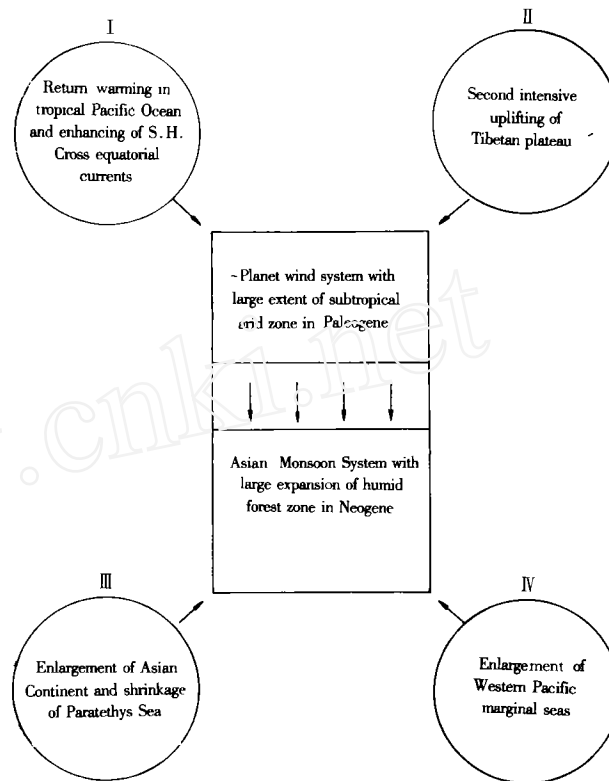 I
Return warming in
tropical Pacific Ocean
and enhancing of S.H.
Cross equatorial
currents
II
Second intensive
uplifting of
Tibetan plateau
Planet wind system with
large extent of subtropical
arid zone in Paleogene
Asian Monsoon System with
large expansion of humid
forest zone in Neogene
III
Enlargement of Asian
Continent and shrinkage
of Paratethys Sea
IV
Enlargement of
Western Pacific
marginal seas
.cnki.net